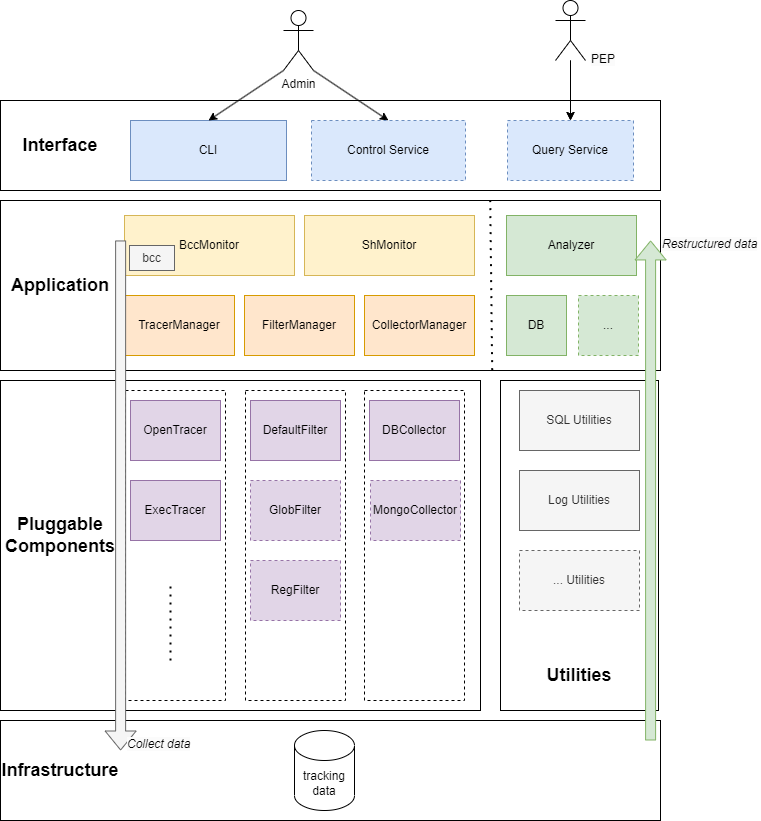 Admin
PEP
Interface
CLI
Control Service
Query Service
Application
BccMonitor
bcc
ShMonitor
Analyzer
Restructured data
TracerManager
FilterManager
CollectorManager
DB
...
Pluggable
Components
OpenTracer
DefaultFilter
DBCollector
SQL Utilities
ExecTracer
GlobFilter
MongoCollector
Log Utilities
RegFilter
... Utilities
Utilities
Collect data
Infrastructure
tracking
data